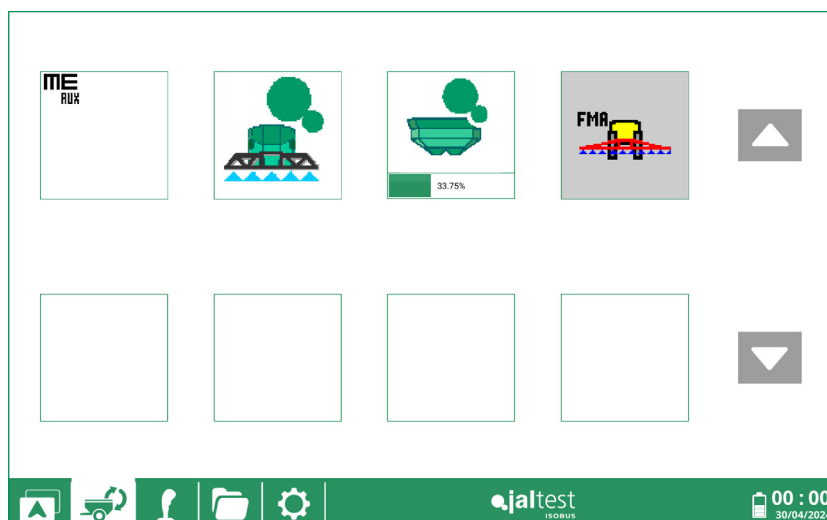 ME
AUX
33.75%
FMA
jaltest
ISOBUS
00 : 00
30/04/202